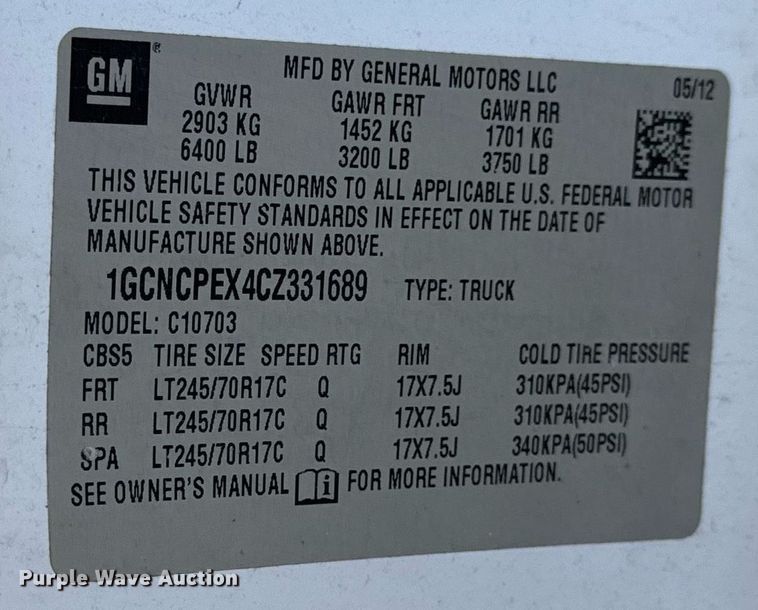 GM ®
MFD BY GENERAL MOTORS LLC 05/12
GVWR GAWR FRT GAWR RR
2903 KG 1452 KG 1701 KG
6400 LB 3200 LB 3750 LB
THIS VEHICLE CONFORMS TO ALL APPLICABLE U.S. FEDERAL MOTOR
VEHICLE SAFETY STANDARDS IN EFFECT ON THE DATE OF
MANUFACTURE SHOWN ABOVE.
1GCNCPEX4CZ331689 TYPE: TRUCK
MODEL: C10703
CBS5 TIRE SIZE SPEED RTG RIM COLD TIRE PRESSURE
FRT LT245/70R17C Q 17X7.5J 310KPA(45PSI)
RR LT245/70R17C Q 17X7.5J 310KPA(45PSI)
SPA LT245/70R17C Q 17X7.5J 340KPA(50PSI)
SEE OWNER'S MANUAL i FOR MORE INFORMATION.
Purple Wave Auction